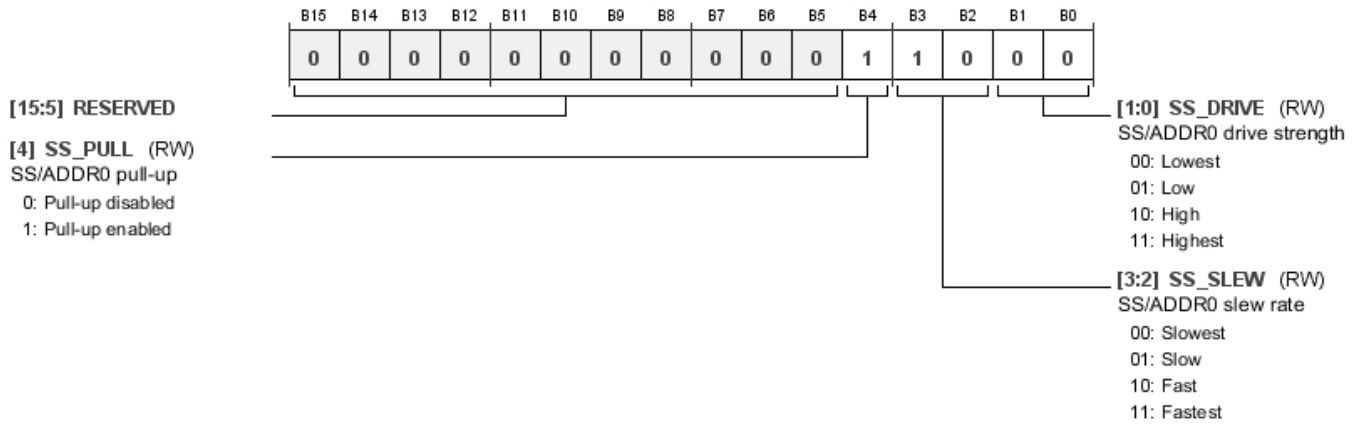 B15 B14 B13 B12 B11 B10 B9 B8 B7 B6 B5 B4 B3 B2 B1 B0
0 0 0 0 0 0 0 0 0 0 0 1 1 0 0 0
[15:5] RESERVED
[4] SS_PULL (RW)
SS/ADDR0 pull-up
0: Pull-up disabled
1: Pull-up enabled
[1:0] SS_DRIVE (RW)
SS/ADDR0 drive strength
00: Lowest
01: Low
10: High
11: Highest
[3:2] SS_SLEW (RW)
SS/ADDR0 slew rate
00: Slowest
01: Slow
10: Fast
11: Fastest